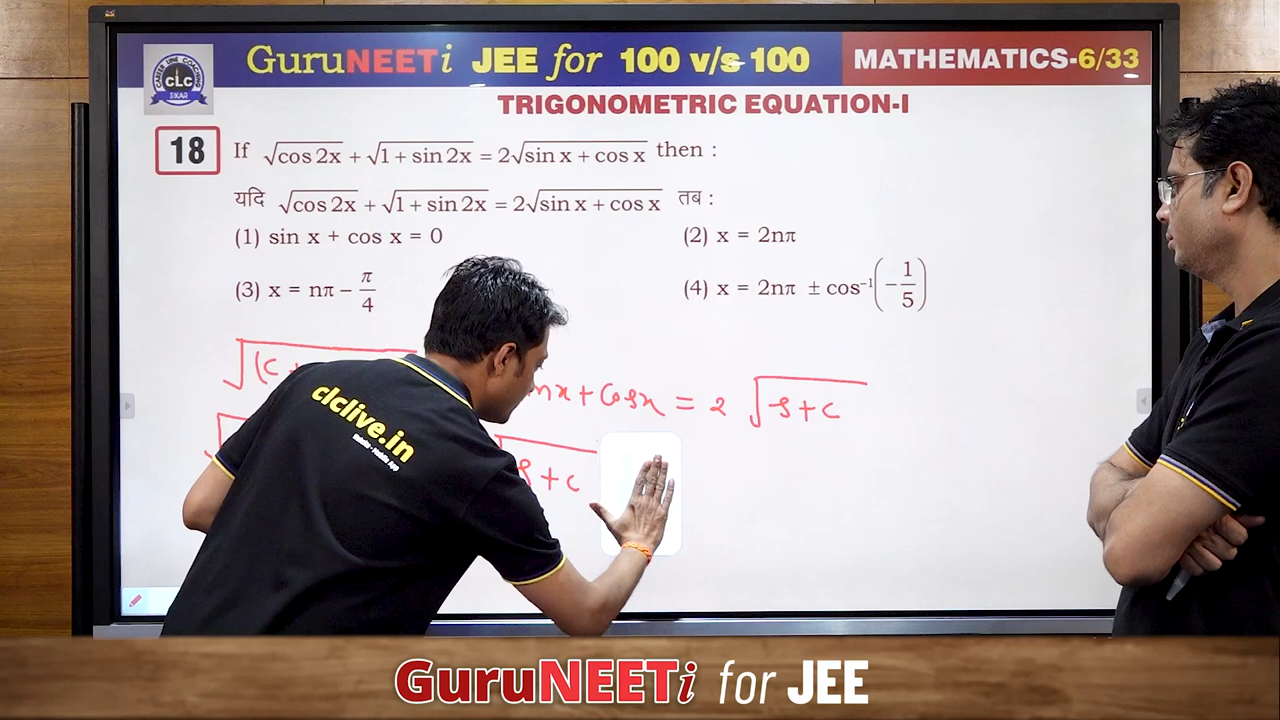 GuruNEETi JEE for 100 v/s 100
MATHEMATICS-6/33
CLC
SIKAR
TRIGONOMETRIC EQUATION-I
18 If √cos 2x + √1 + sin 2x = 2√sin x + cos x then :
यदि √cos 2x + √1 + sin 2x = 2√sin x + cos x तब :
(1) sin x + cos x = 0
(2) x = 2nπ
(3) x = nπ − π/4
(4) x = 2nπ ± cos⁻¹(−1/5)
x + Cosx = 2 √s + c
+ c
clclive.in
GuruNEETi for JEE